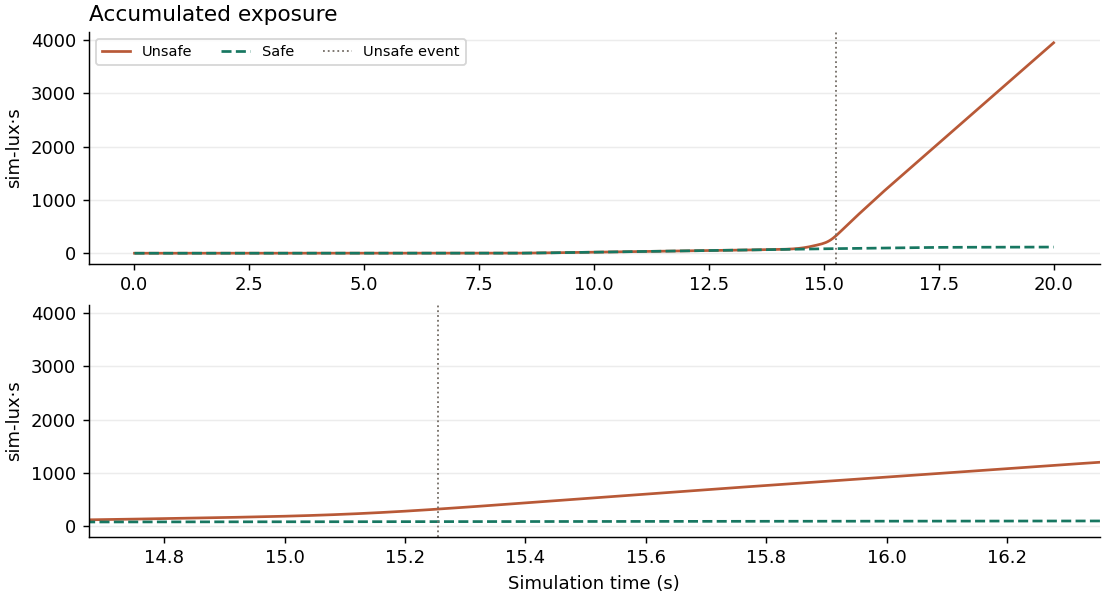 Accumulated exposure
Unsafe Safe Unsafe event
sim-lux·s
4000
3000
2000
1000
0
0.0 2.5 5.0 7.5 10.0 12.5 15.0 17.5 20.0
sim-lux·s
4000
3000
2000
1000
0
14.8 15.0 15.2 15.4 15.6 15.8 16.0 16.2
Simulation time (s)